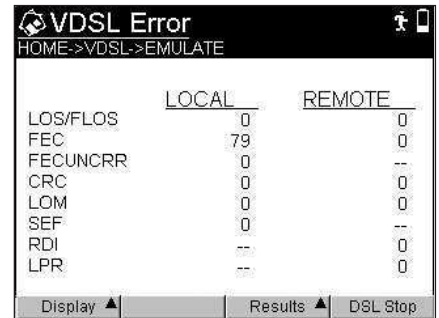 VDSL Error
HOME->VDSL->EMULATE
LOCAL REMOTE
LOS/FLOS 0 0
FEC 79 0
FECUNCRR 0 --
CRC 0 0
LOM 0 0
SEF 0 --
RDI -- 0
LPR -- 0
Display ▲ Results ▲ DSL Stop